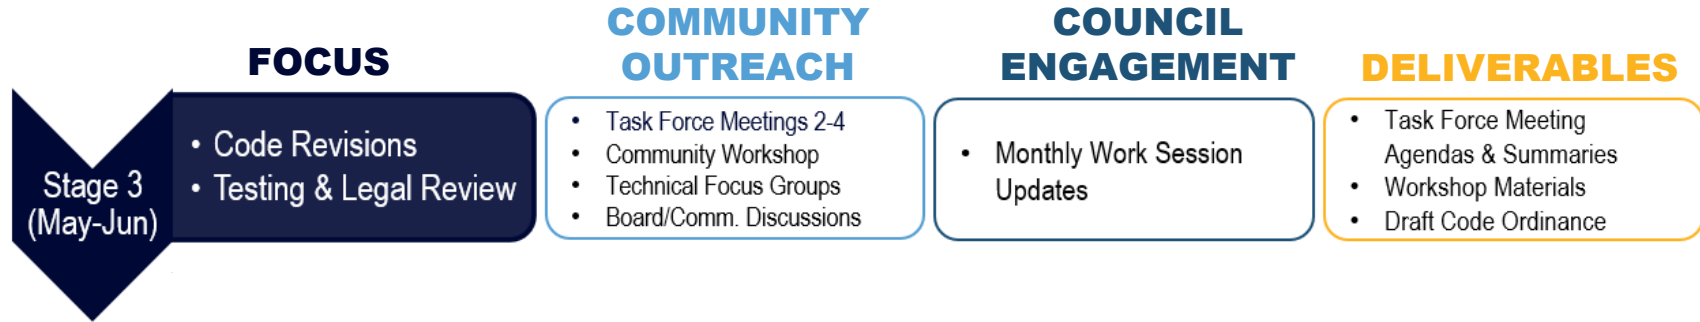 FOCUS
COMMUNITY
OUTREACH
COUNCIL
ENGAGEMENT
DELIVERABLES
Stage 3
(May-Jun)
• Code Revisions
• Testing & Legal Review
• Task Force Meetings 2-4
• Community Workshop
• Technical Focus Groups
• Board/Comm. Discussions
• Monthly Work Session
Updates
• Task Force Meeting
Agendas & Summaries
• Workshop Materials
• Draft Code Ordinance